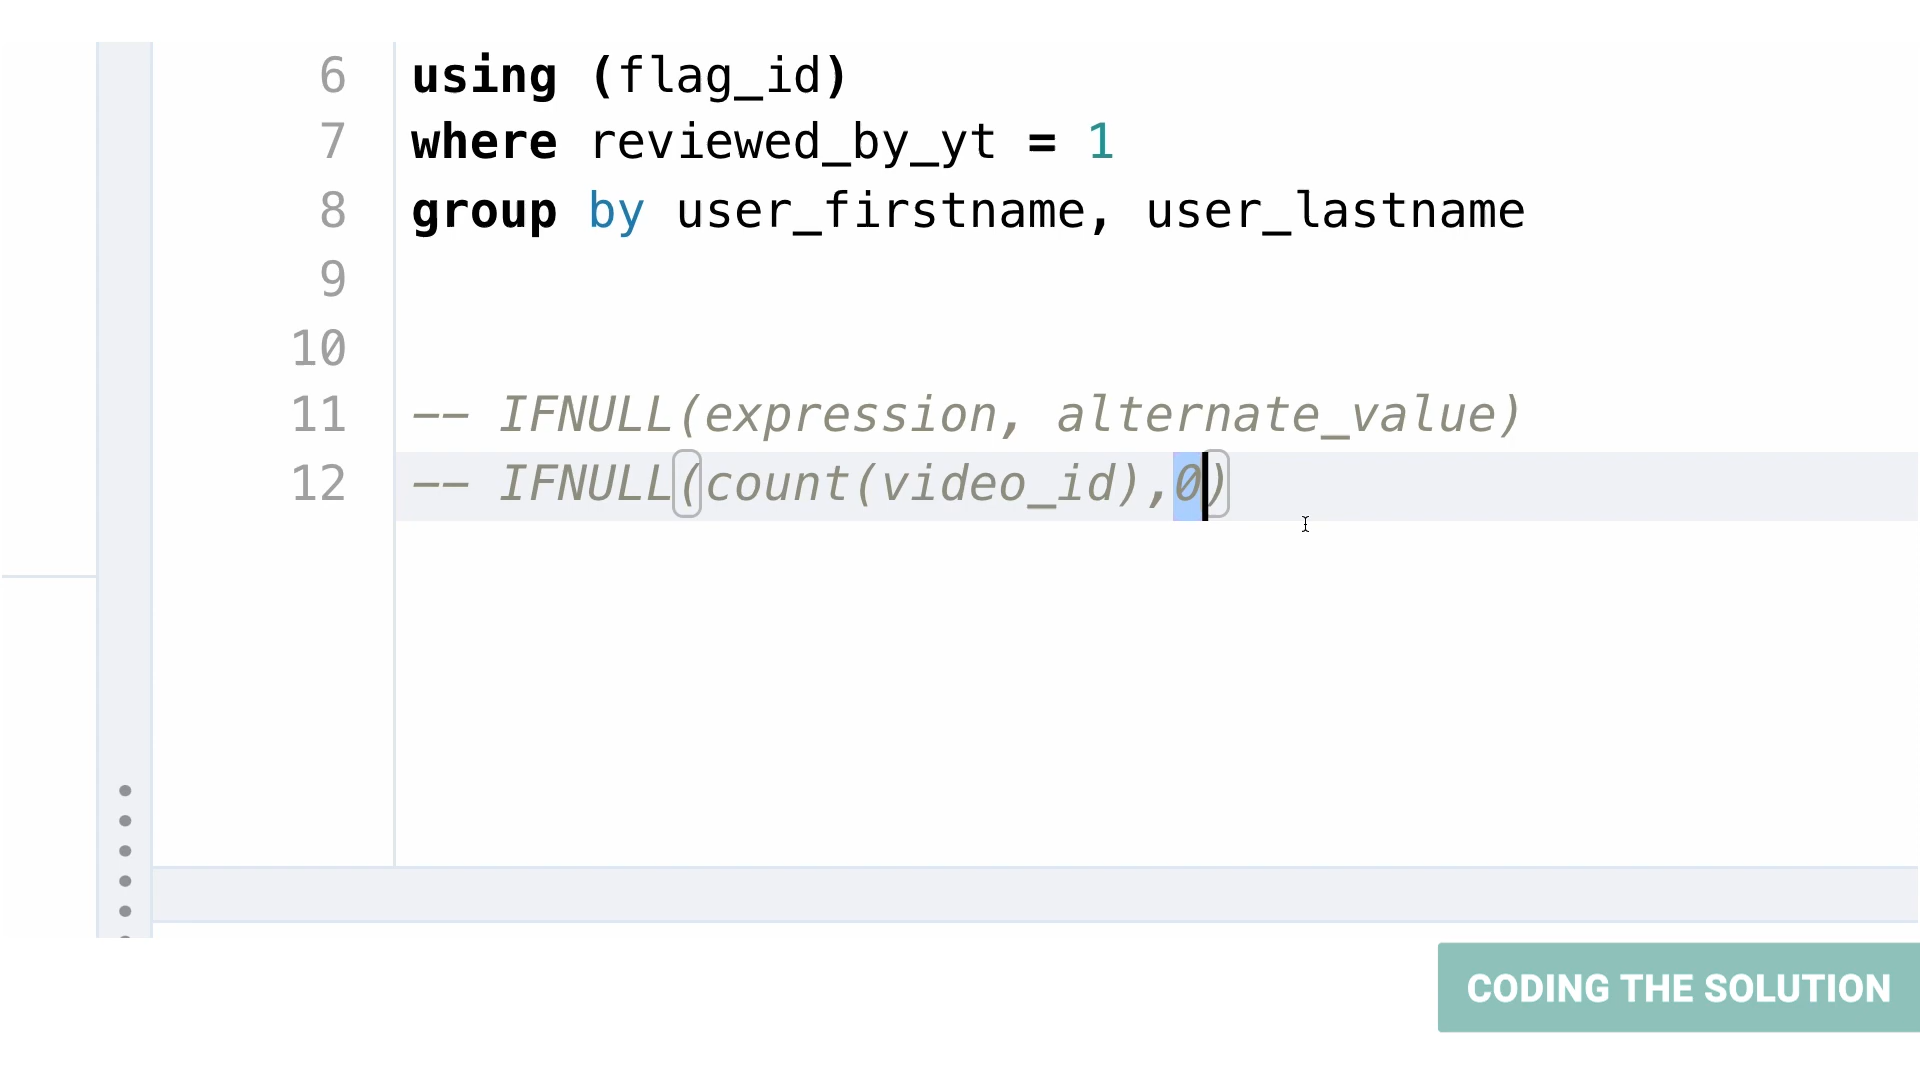 6 using (flag_id)
7 where reviewed_by_yt = 1
8 group by user_firstname, user_lastname
9
10
11 -- IFNULL(expression, alternate_value)
12 -- IFNULL(count(video_id),0)
CODING THE SOLUTION